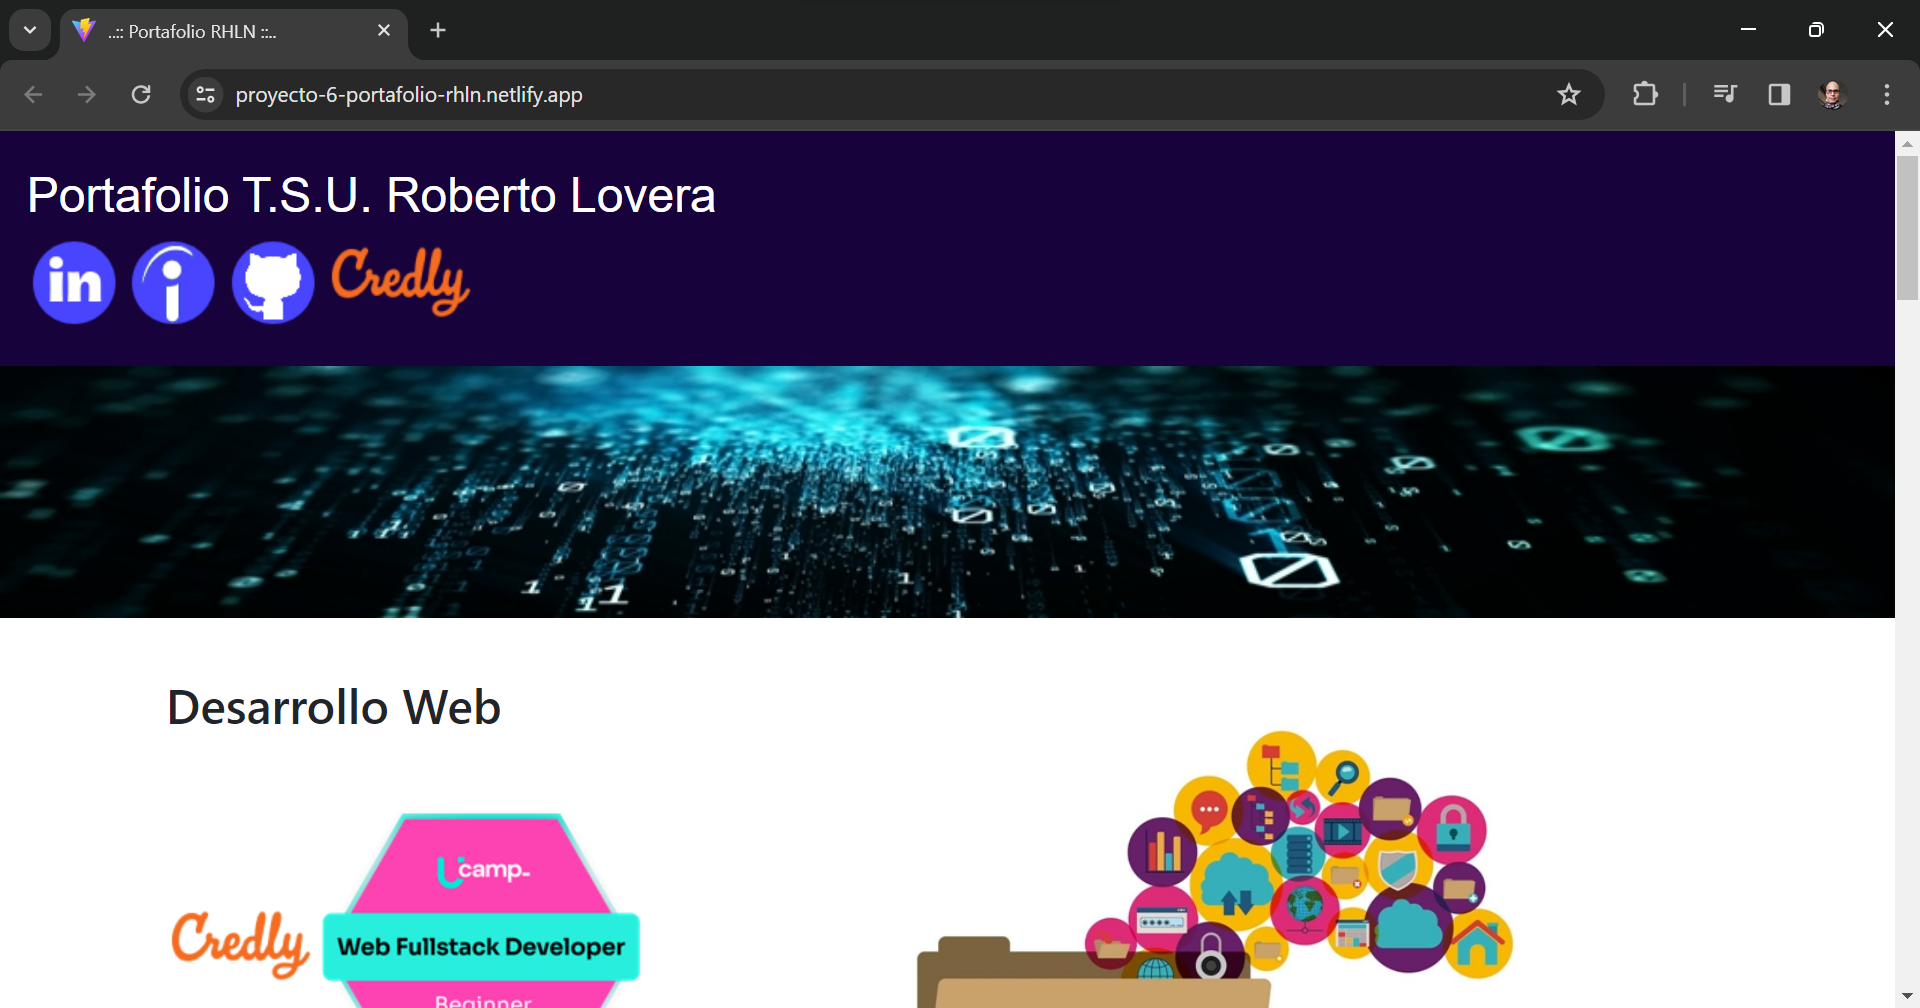 ..:: Portafolio RHLN ::...
proyecto-6-portafolio-rhln.netlify.app
Portafolio T.S.U. Roberto Lovera
in
Credly
Desarrollo Web
Ucamp
Credly
Web Fullstack Developer
Beginner